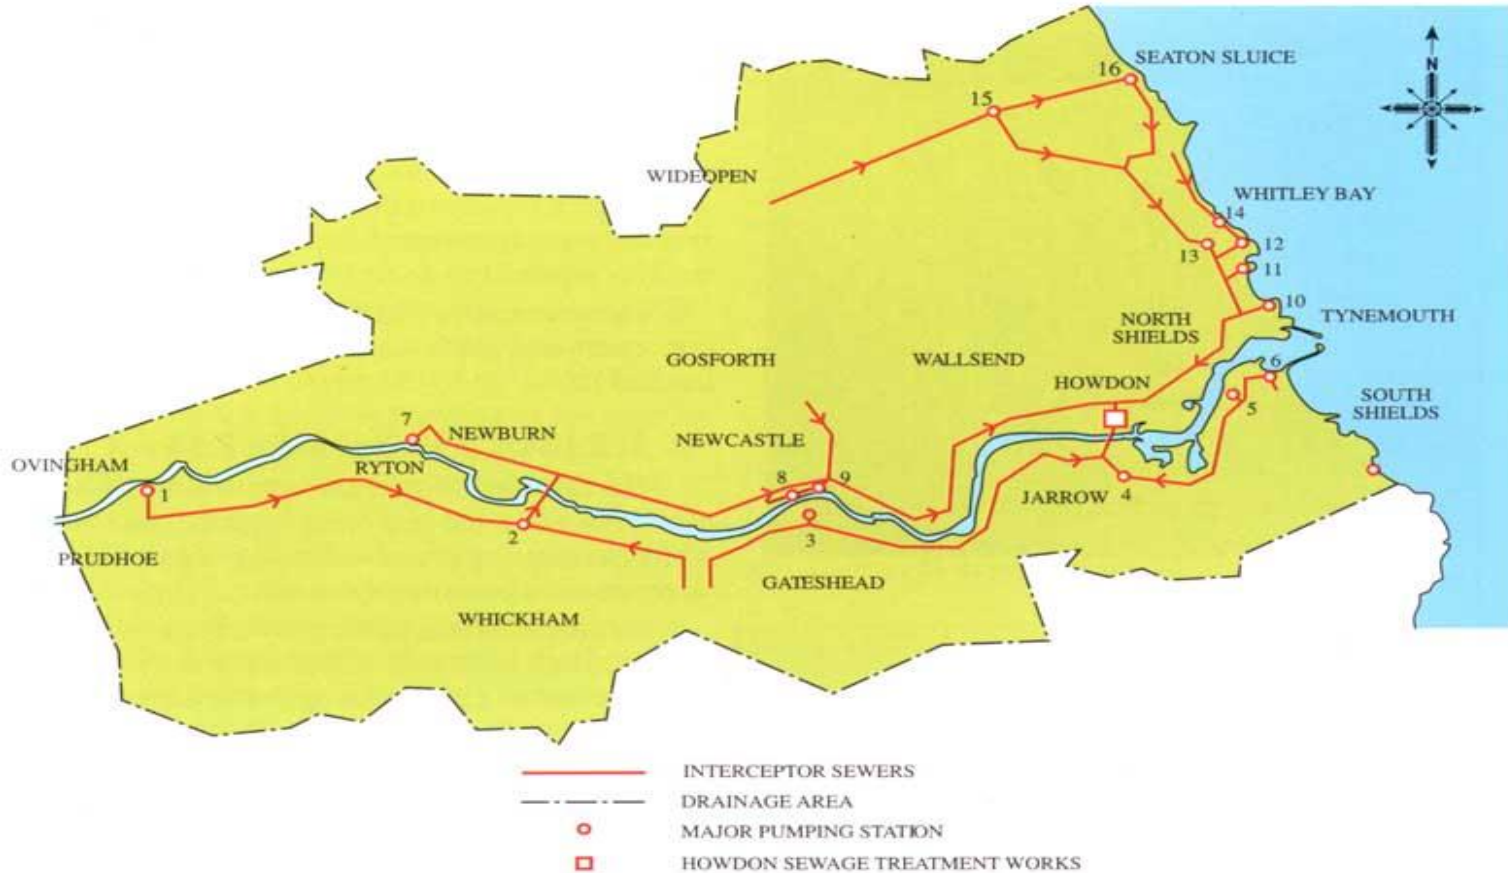 SEATON SLUICE
16
N
15
WIDEOPEN
WHITLEY BAY
14
12
13
11
10
TYNEMOUTH
NORTH
SHIELDS
GOSFORTH
WALLSEND
HOWDON
6
SOUTH
SHIELDS
5
7
NEWBURN
NEWCASTLE
OVINGHAM
RYTON
8
9
1
JARROW
4
2
3
PRUDHOE
GATESHEAD
WHICKHAM
INTERCEPTOR SEWERS
DRAINAGE AREA
MAJOR PUMPING STATION
HOWDON SEWAGE TREATMENT WORKS